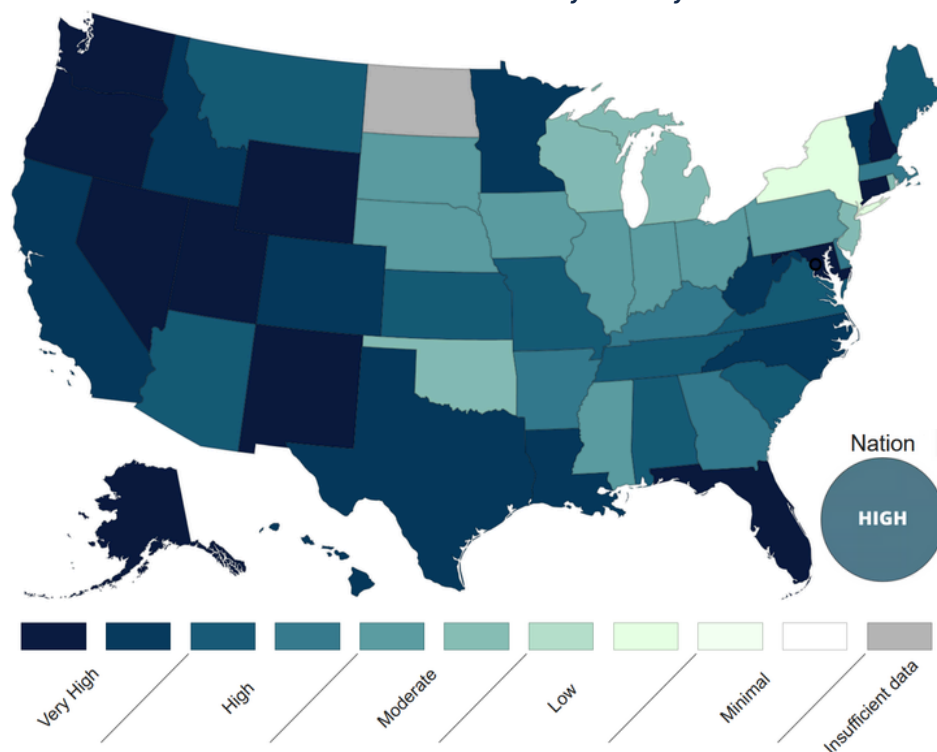 Nation
HIGH
Very High
High
Moderate
Low
Minimal
Insufficient data